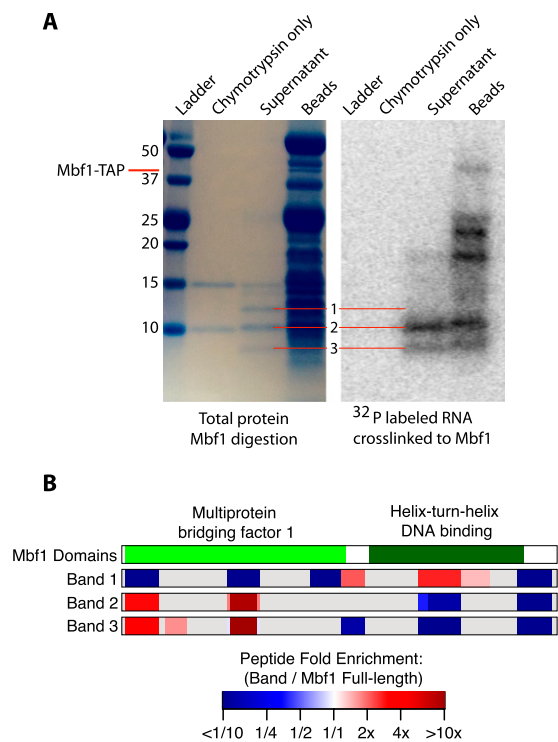 A
Ladder
Chymotrypsin only
Supernatant
Beads
Ladder
Chymotrypsin only
Supernatant
Beads
50
Mbf1-TAP
37
25
20
15
10
1
2
3
Total protein
Mbf1 digestion
32P labeled RNA
crosslinked to Mbf1
B
Multiprotein
bridging factor 1
Helix-turn-helix
DNA binding
Mbf1 Domains
Band 1
Band 2
Band 3
Peptide Fold Enrichment:
(Band / Mbf1 Full-length)
<1/10 1/4 1/2 1/1 2x 4x >10x